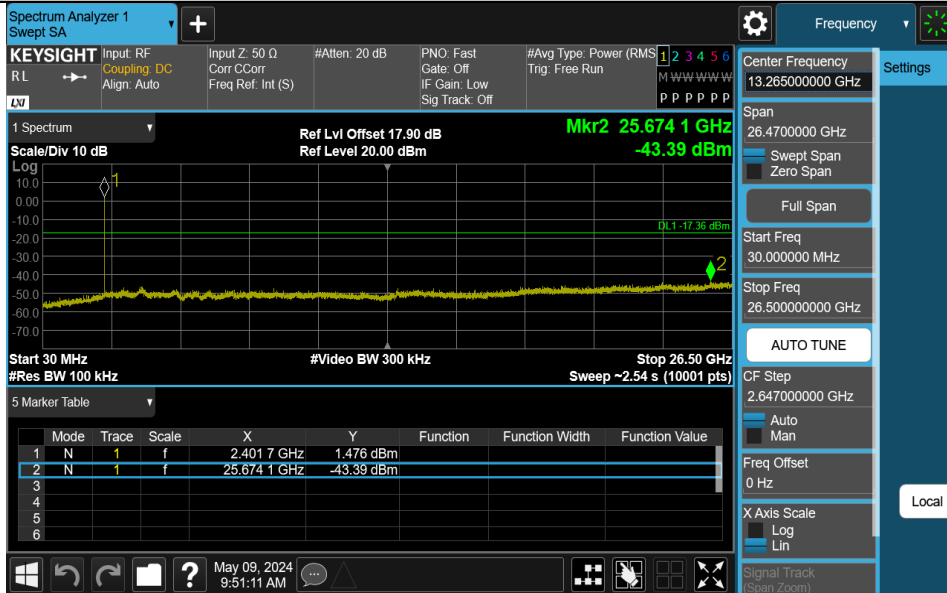 Spectrum Analyzer 1
Swept SA
Frequency
KEYSIGHT
R L
LXI
Input: RF
Coupling: DC
Align: Auto
Input Z: 50 Ω
Corr CCorr
Freq Ref: Int (S)
#Atten: 20 dB
PNO: Fast
Gate: Off
IF Gain: Low
Sig Track: Off
#Avg Type: Power (RMS
Trig: Free Run
1 2 3 4 5 6
M W W W W W
P P P P P P
1 Spectrum
Scale/Div 10 dB
Ref Lvl Offset 17.90 dB
Ref Level 20.00 dBm
Mkr2 25.674 1 GHz
-43.39 dBm
Log
10.0
0.00
-10.0
-20.0
-30.0
-40.0
-50.0
-60.0
-70.0
1
DL1 -17.36 dBm
2
Start 30 MHz
#Video BW 300 kHz
Stop 26.50 GHz
#Res BW 100 kHz
Sweep ~2.54 s (10001 pts)
5 Marker Table
Mode Trace Scale X Y Function Function Width Function Value
1 N 1 f 2.401 7 GHz 1.476 dBm
2 N 1 f 25.674 1 GHz -43.39 dBm
3
4
5
6
?
May 09, 2024
9:51:11 AM
Center Frequency
13.265000000 GHz
Span
26.4700000 GHz
Swept Span
Zero Span
Full Span
Start Freq
30.000000 MHz
Stop Freq
26.500000000 GHz
AUTO TUNE
CF Step
2.647000000 GHz
Auto
Man
Freq Offset
0 Hz
X Axis Scale
Log
Lin
Signal Track
(Span Zoom)
Settings
Local